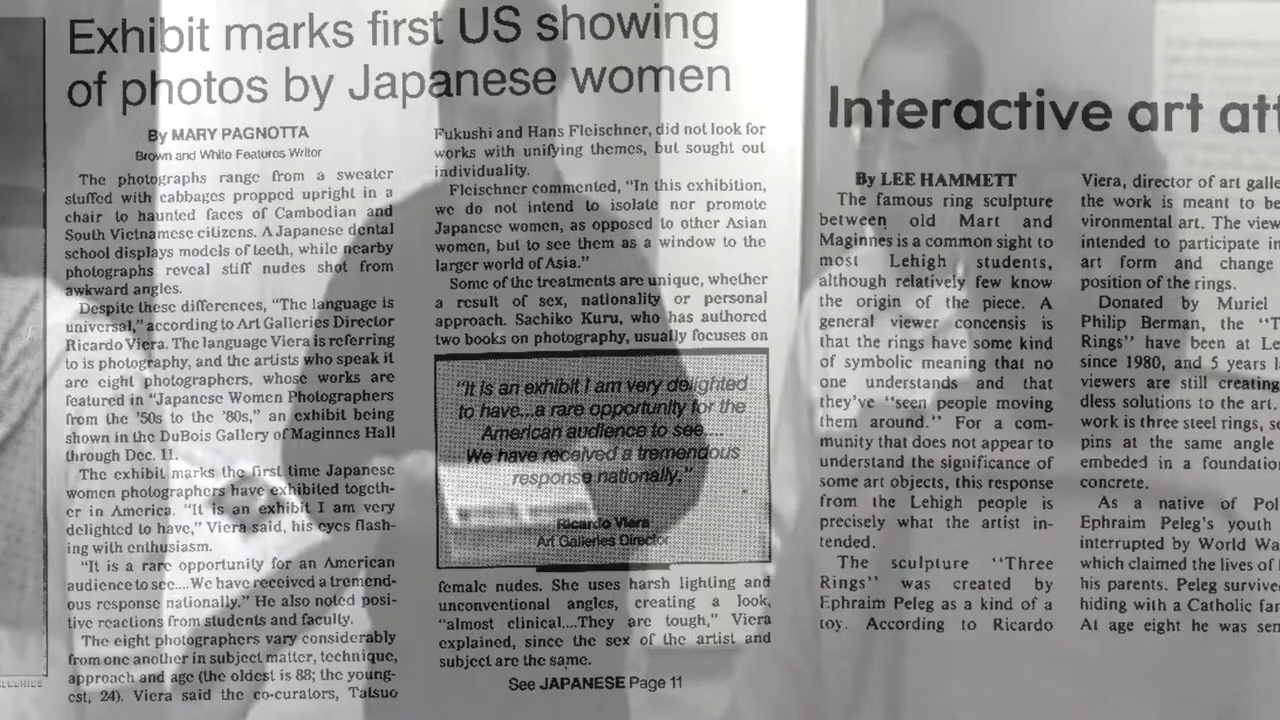 Exhibit marks first US showing
of photos by Japanese women
By MARY PAGNOTTA
Brown and White Features Writer
The photographs range from a sweater
stuffed with cabbages propped upright in a
chair to haunted faces of Cambodian and
South Vietnamese citizens. A Japanese dental
school displays models of teeth, while nearby
photographs reveal stiff nudes shot from
awkward angles.
Despite these differences, "The language is
universal," according to Art Galleries Director
Ricardo Viera. The language Viera is referring
to is photography, and the artists who speak it
are eight photographers, whose works are
featured in "Japanese Women Photographers
from the '50s to the '80s," an exhibit being
shown in the DuBois Gallery of Maginnes Hall
through Dec. 11.
The exhibit marks the first time Japanese
women photographers have exhibited togeth-
er in America. "It is an exhibit I am very
delighted to have," Viera said, his eyes flash-
ing with enthusiasm.
"It is a rare opportunity for an American
audience to see....We have received a tremend-
ous response nationally." He also noted posi-
tive reactions from students and faculty.
The eight photographers vary considerably
from one another in subject matter, technique,
approach and age (the oldest is 88; the young-
est, 24). Viera said the co-curators, Tatsuo
Fukushi and Hans Fleischner, did not look for
works with unifying themes, but sought out
individuality.
Fleischner commented, "In this exhibition,
we do not intend to isolate nor promote
Japanese women, as opposed to other Asian
women, but to see them as a window to the
larger world of Asia."
Some of the treatments are unique, whether
a result of sex, nationality or personal
approach. Sachiko Kuru, who has authored
two books on photography, usually focuses on
"It is an exhibit I am very delighted
to have...a rare opportunity for the
American audience to see....
We have received a tremendous
response nationally."
Ricardo Viera
Art Galleries Director
female nudes. She uses harsh lighting and
unconventional angles, creating a look,
"almost clinical....They are tough," Viera
explained, since the sex of the artist and
subject are the same.
See JAPANESE Page 11
Interactive art att
By LEE HAMMETT
The famous ring sculpture
between old Mart and
Maginnes is a common sight to
most Lehigh students,
although relatively few know
the origin of the piece. A
general viewer concensis is
that the rings have some kind
of symbolic meaning that no
one understands and that
they've "seen people moving
them around." For a com-
munity that does not appear to
understand the significance of
some art objects, this response
from the Lehigh people is
precisely what the artist in-
tended.
The sculpture "Three
Rings" was created by
Ephraim Peleg as a kind of a
toy. According to Ricardo
Viera, director of art galle
the work is meant to be
vironmental art. The view
intended to participate in
art form and change
position of the rings.
Donated by Muriel
Philip Berman, the "T
Rings" have been at Le
since 1980, and 5 years l
viewers are still creating
dless solutions to the art.
work is three steel rings, se
pins at the same angle
embeded in a foundation
concrete.
As a native of Pol
Ephraim Peleg's youth
interrupted by World Wa
which claimed the lives of
his parents. Peleg survive
hiding with a Catholic far
At age eight he was sen